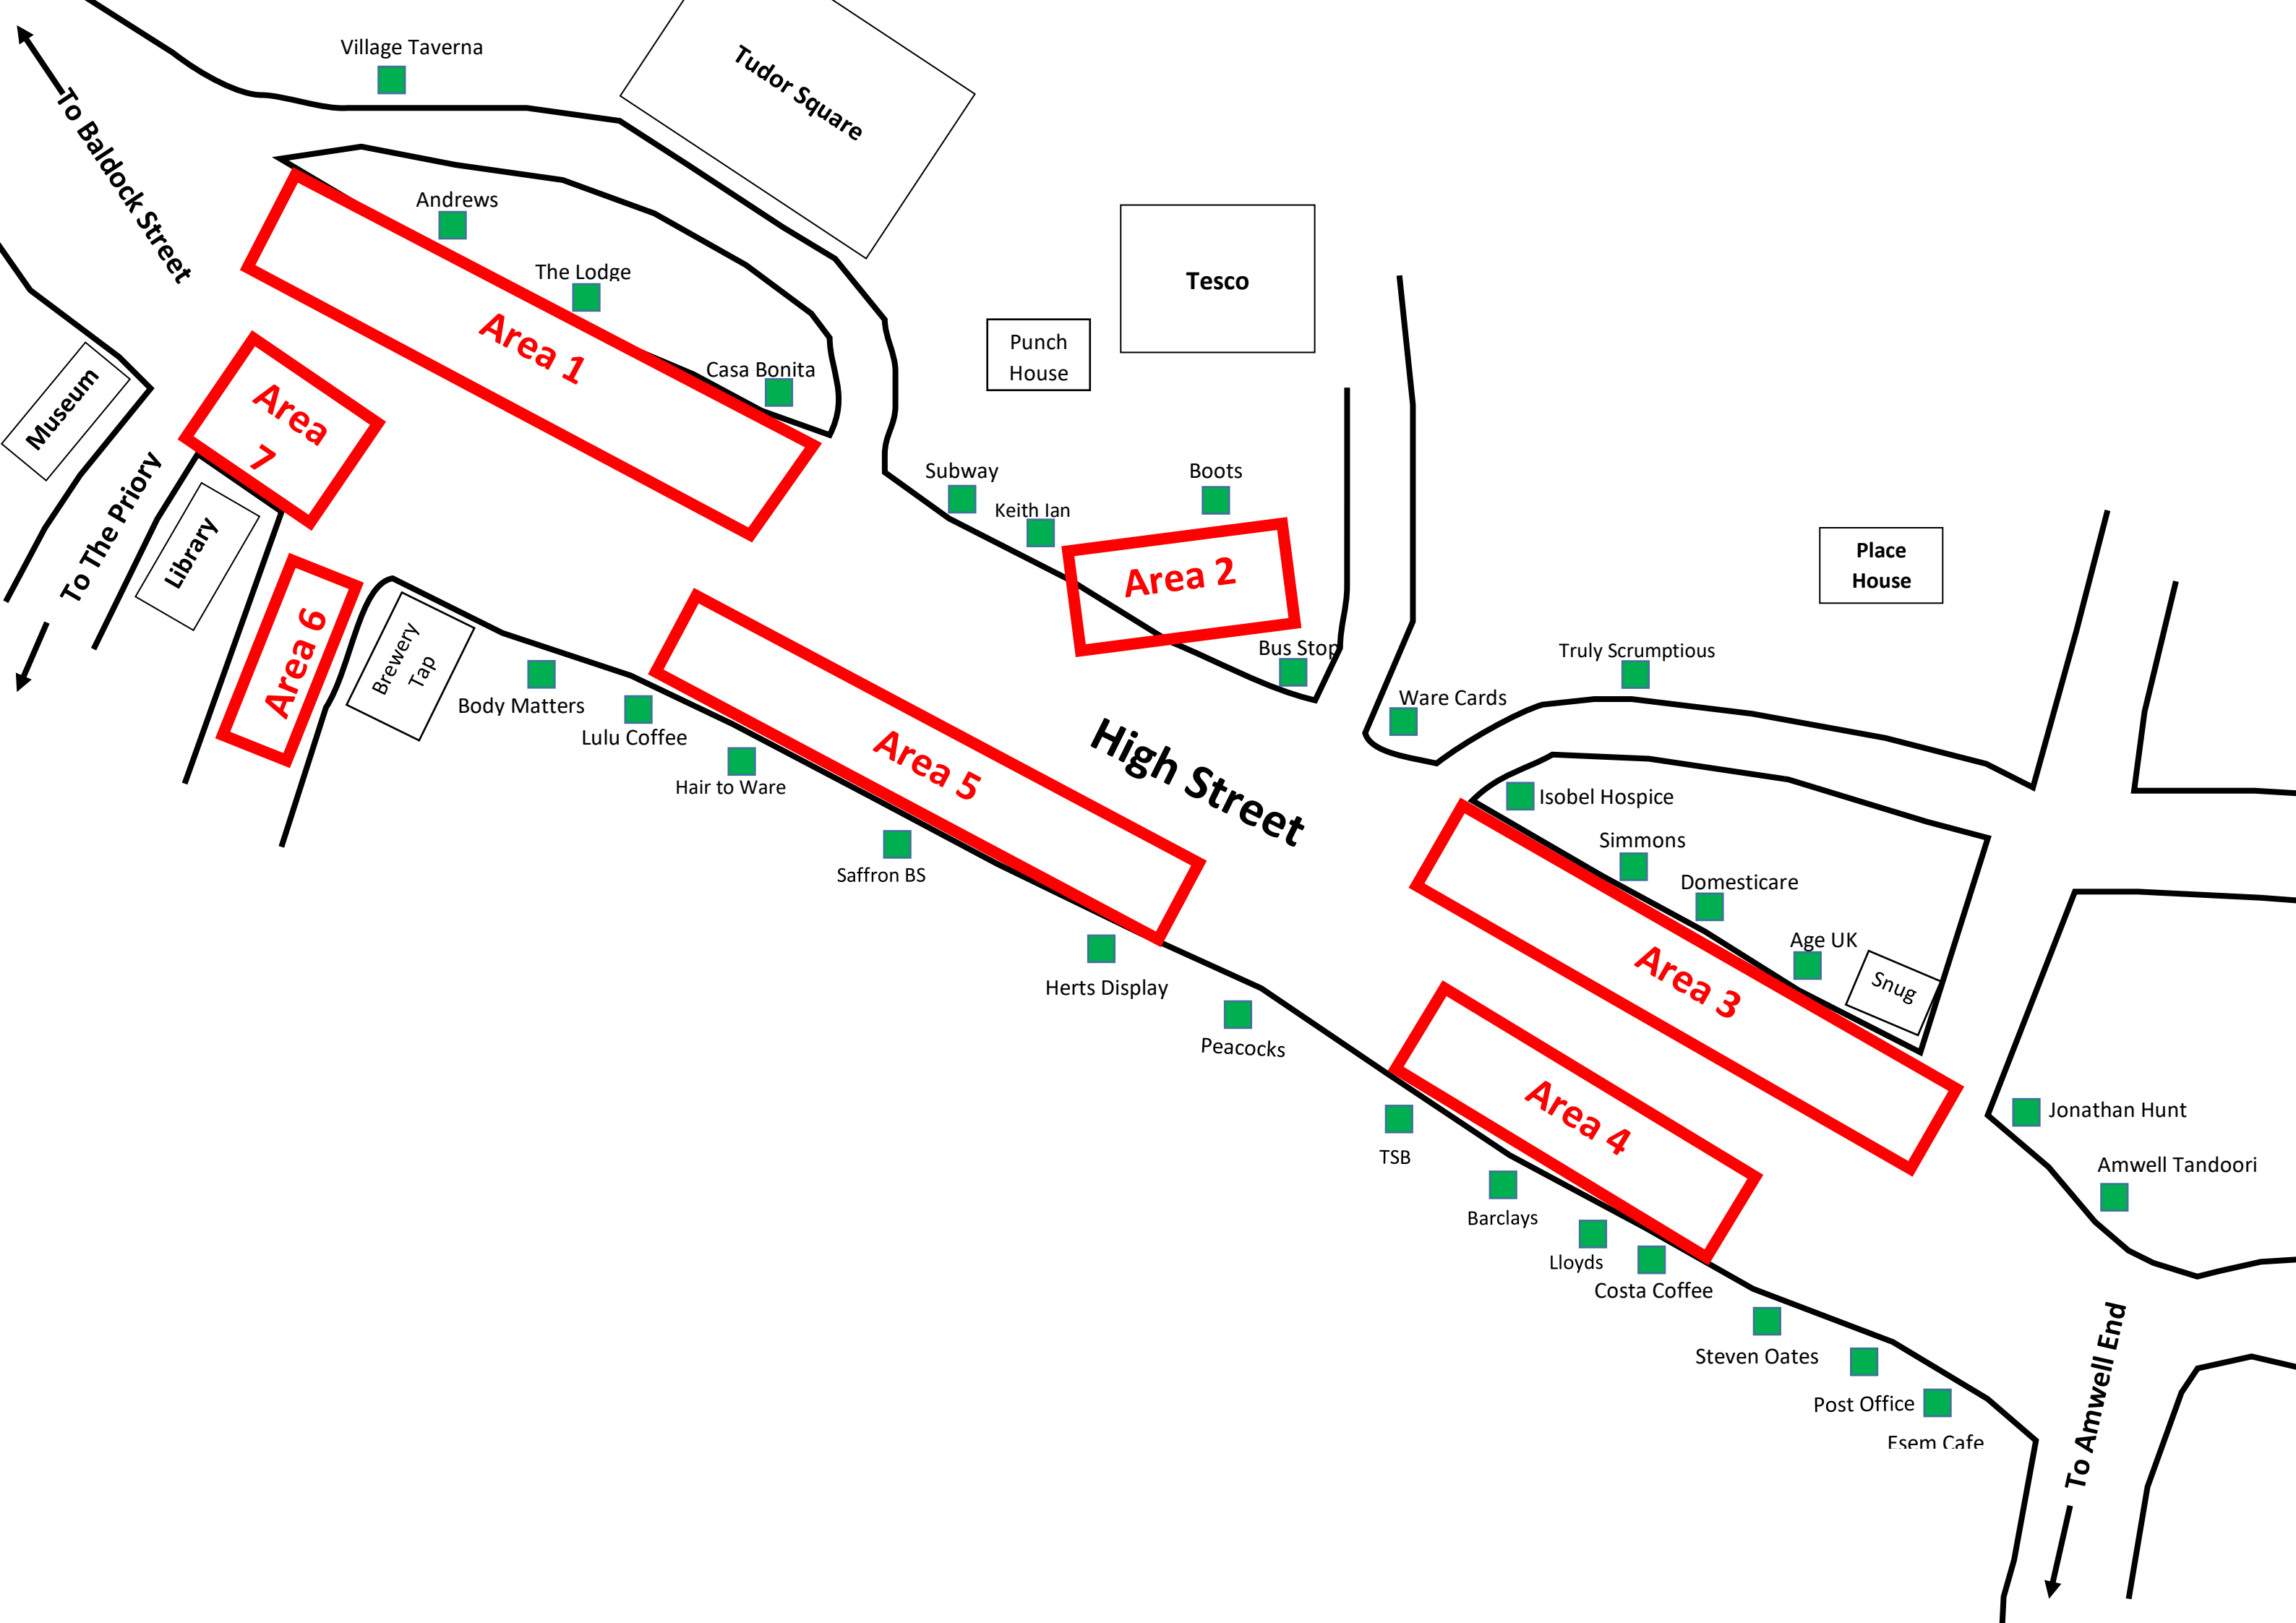 Village Taverna
Tudor Square
To Baldock Street
Andrews
The Lodge
Area 1
Casa Bonita
Tesco
Punch
House
Museum
Area
7
To The Priory
Library
Area 6
Brewery
Tap
Subway
Keith Ian
Boots
Area 2
Bus Stop
Body Matters
Lulu Coffee
Hair to Ware
Saffron BS
Area 5
High Street
Herts Display
Peacocks
Place
House
Truly Scrumptious
Ware Cards
Isobel Hospice
Simmons
Domesticare
Age UK
Snug
Area 3
Area 4
TSB
Barclays
Lloyds
Costa Coffee
Steven Oates
Post Office
Esem Cafe
Jonathan Hunt
Amwell Tandoori
To Amwell End